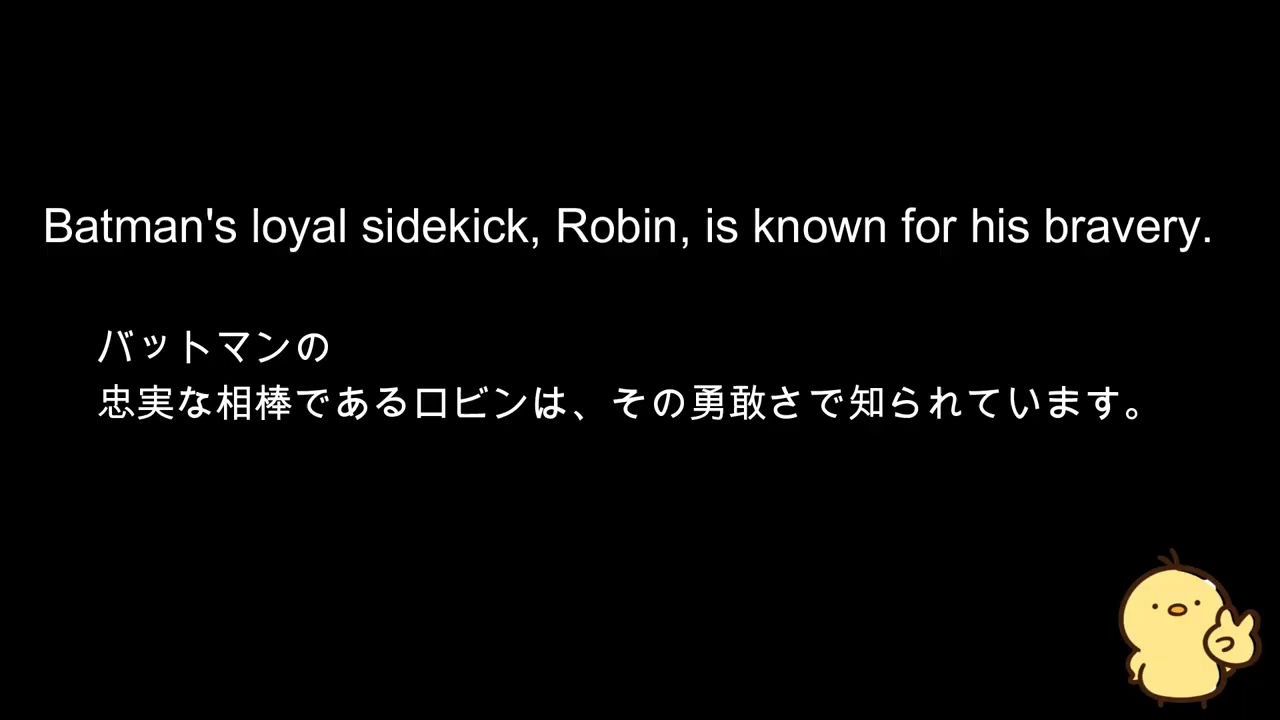 Batman's loyal sidekick, Robin, is known for his bravery.
バットマンの
忠実な相棒であるロビンは、その勇敢さで知られています。